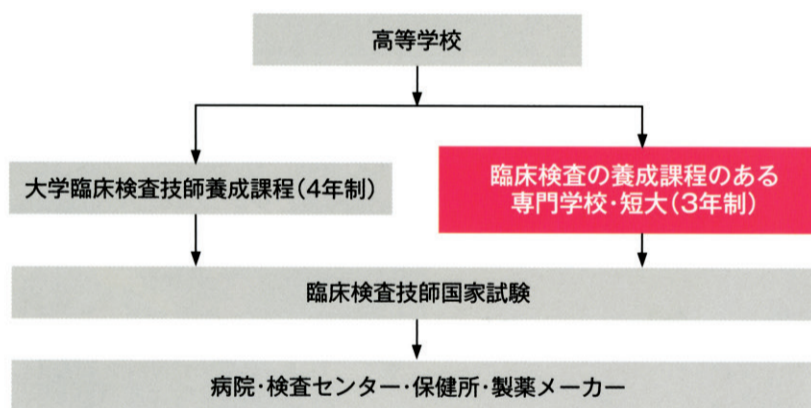 高等学校
大学臨床検査技師養成課程(4年制)
臨床検査の養成課程のある
専門学校・短大(3年制)
臨床検査技師国家試験
病院・検査センター・保健所・製薬メーカー